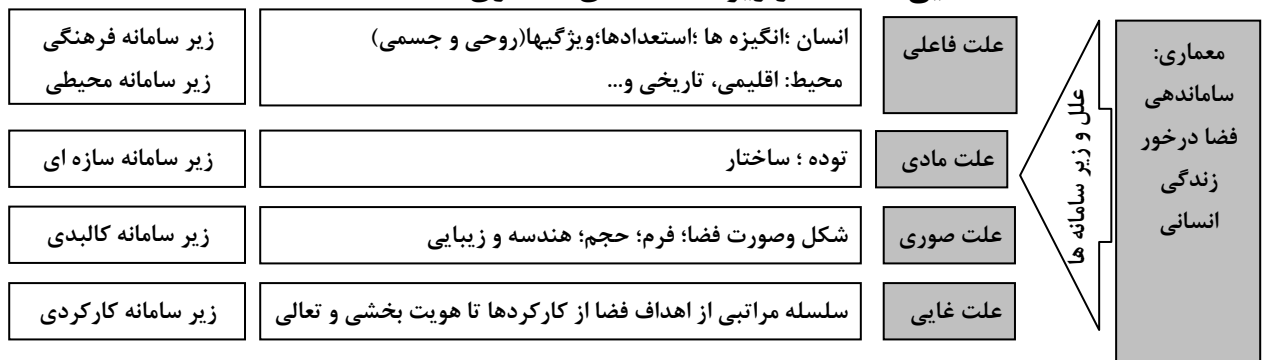 معماری:
ساماندهی
فضا درخور
زندگی
انسانی
علل و زیر سامانه ها
علت فاعلی
انسان ؛انگیزه ها ؛استعدادها؛ویژگیها(روحی و جسمی)
محیط: اقلیمی، تاریخی و...
زیر سامانه فرهنگی
زیر سامانه محیطی
علت مادی
توده ؛ ساختار
زیر سامانه سازه ای
علت صوری
شکل وصورت فضا؛ فرم؛ حجم؛ هندسه و زیبایی
زیر سامانه کالبدی
علت غایی
سلسله مراتبی از اهداف فضا از کارکردها تا هویت بخشی و تعالی
زیر سامانه کارکردی